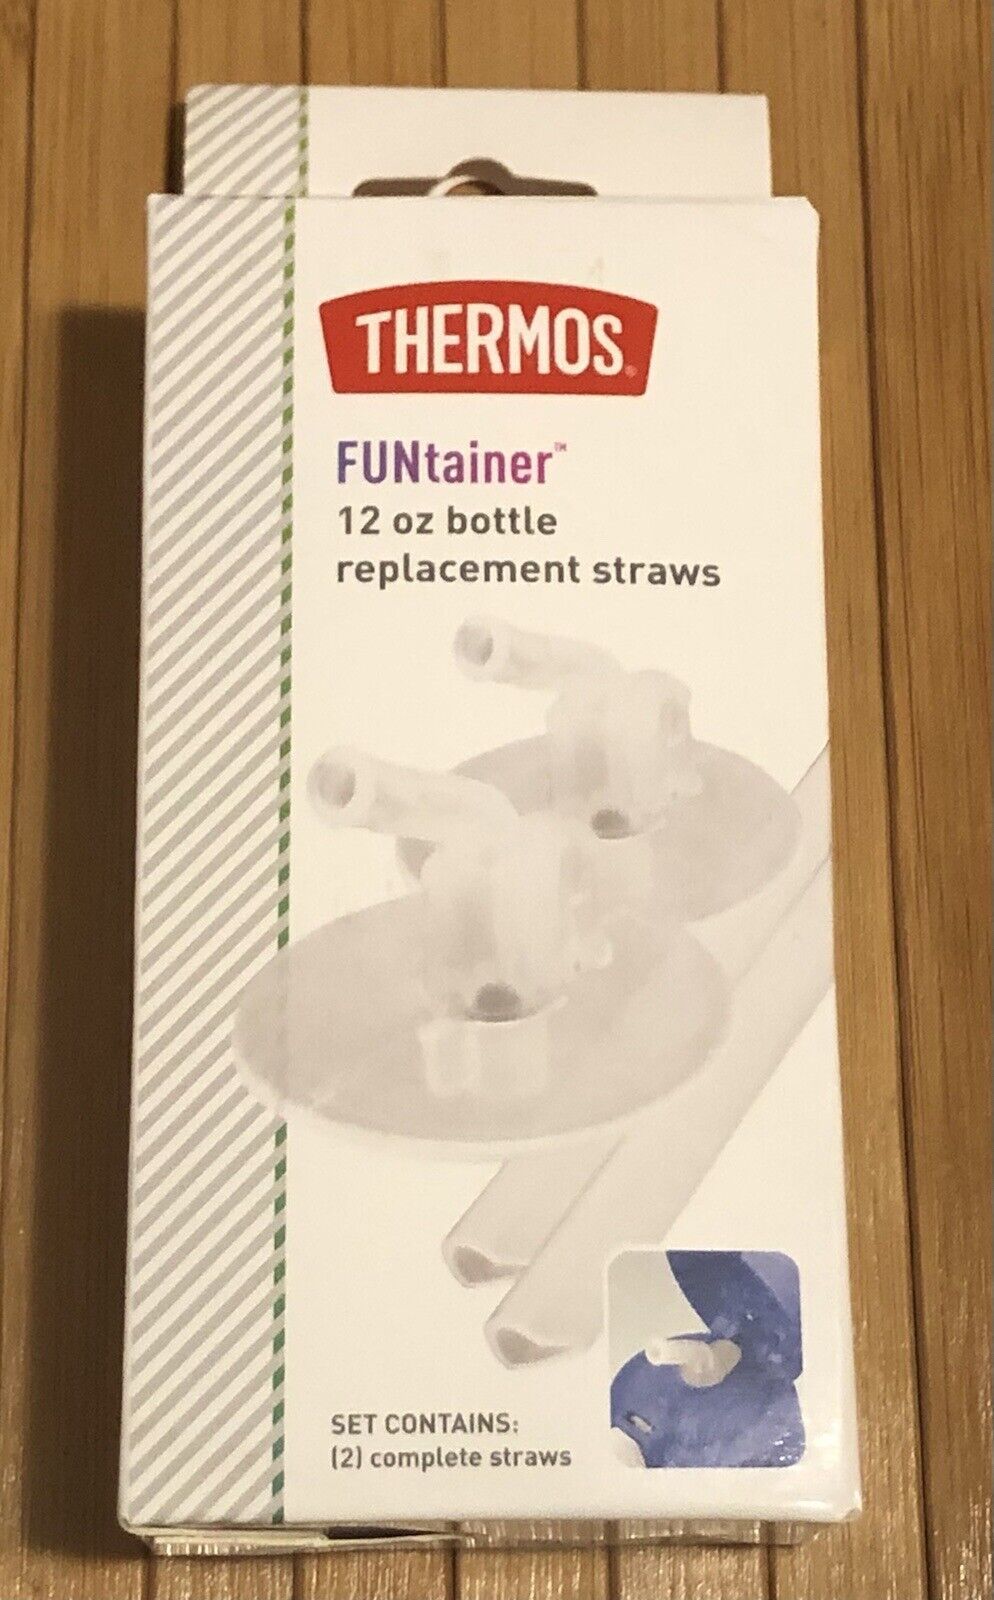 THERMOS®
FUNtainer™
12 oz bottle
replacement straws
SET CONTAINS:
(2) complete straws